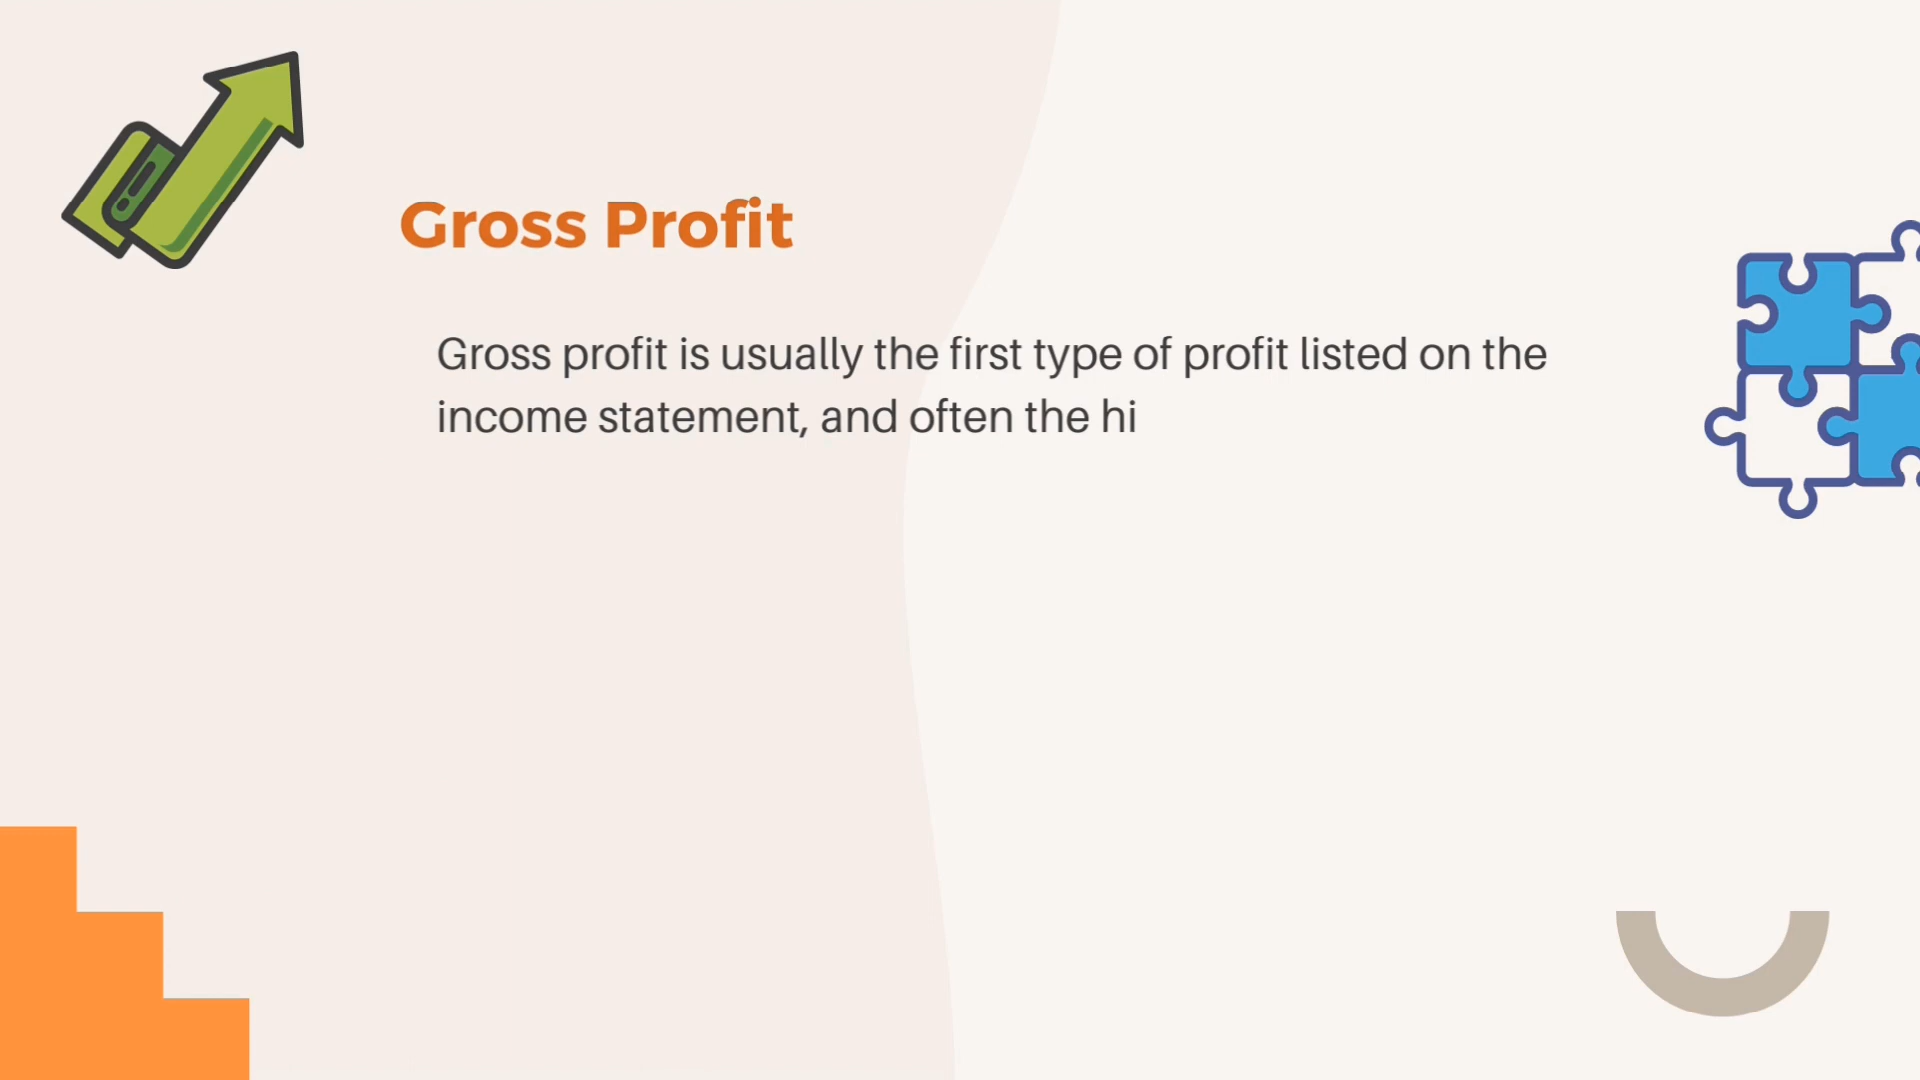 Gross Profit
Gross profit is usually the first type of profit listed on the
income statement, and often the hi